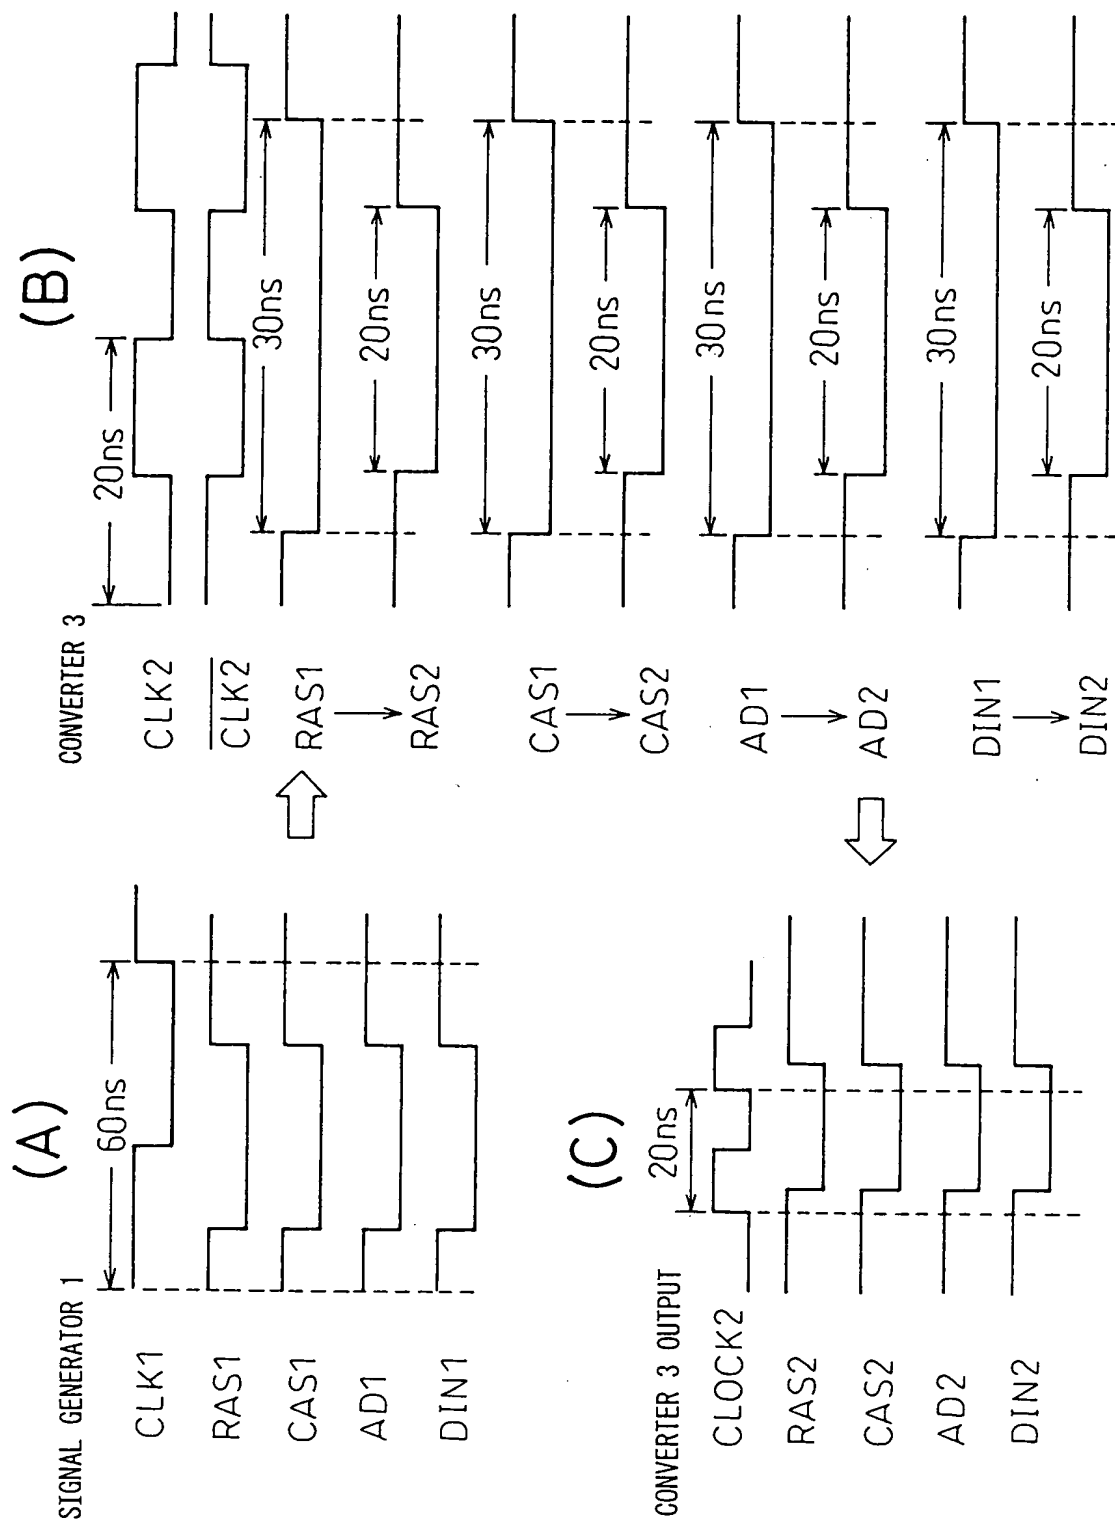 (A)
SIGNAL GENERATOR 1
60ns
CLK1
RAS1
CAS1
AD1
DIN1
(B)
CONVERTER 3
20ns
CLK2
CLK2
30ns
RAS1
20ns
RAS2
30ns
CAS1
20ns
CAS2
30ns
AD1
20ns
AD2
30ns
DIN1
20ns
DIN2
(C)
CONVERTER 3 OUTPUT
20ns
CLOCK2
RAS2
CAS2
AD2
DIN2